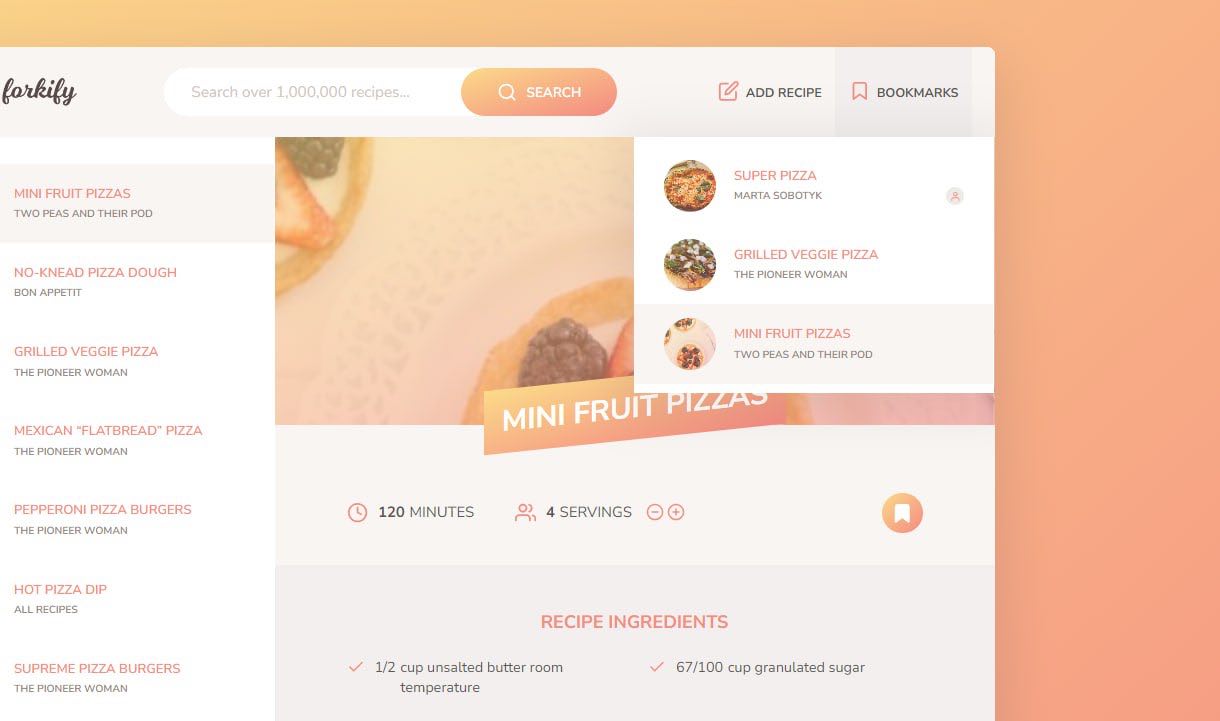 forkify
Search over 1,000,000 recipes...
SEARCH
ADD RECIPE
BOOKMARKS
MINI FRUIT PIZZAS
TWO PEAS AND THEIR POD
NO-KNEAD PIZZA DOUGH
BON APPETIT
GRILLED VEGGIE PIZZA
THE PIONEER WOMAN
MEXICAN “FLATBREAD” PIZZA
THE PIONEER WOMAN
PEPPERONI PIZZA BURGERS
THE PIONEER WOMAN
HOT PIZZA DIP
ALL RECIPES
SUPREME PIZZA BURGERS
THE PIONEER WOMAN
SUPER PIZZA
MARTA SOBOTYK
GRILLED VEGGIE PIZZA
THE PIONEER WOMAN
MINI FRUIT PIZZAS
TWO PEAS AND THEIR POD
MINI FRUIT PIZZAS
120 MINUTES
4 SERVINGS
RECIPE INGREDIENTS
1/2 cup unsalted butter room
temperature
67/100 cup granulated sugar